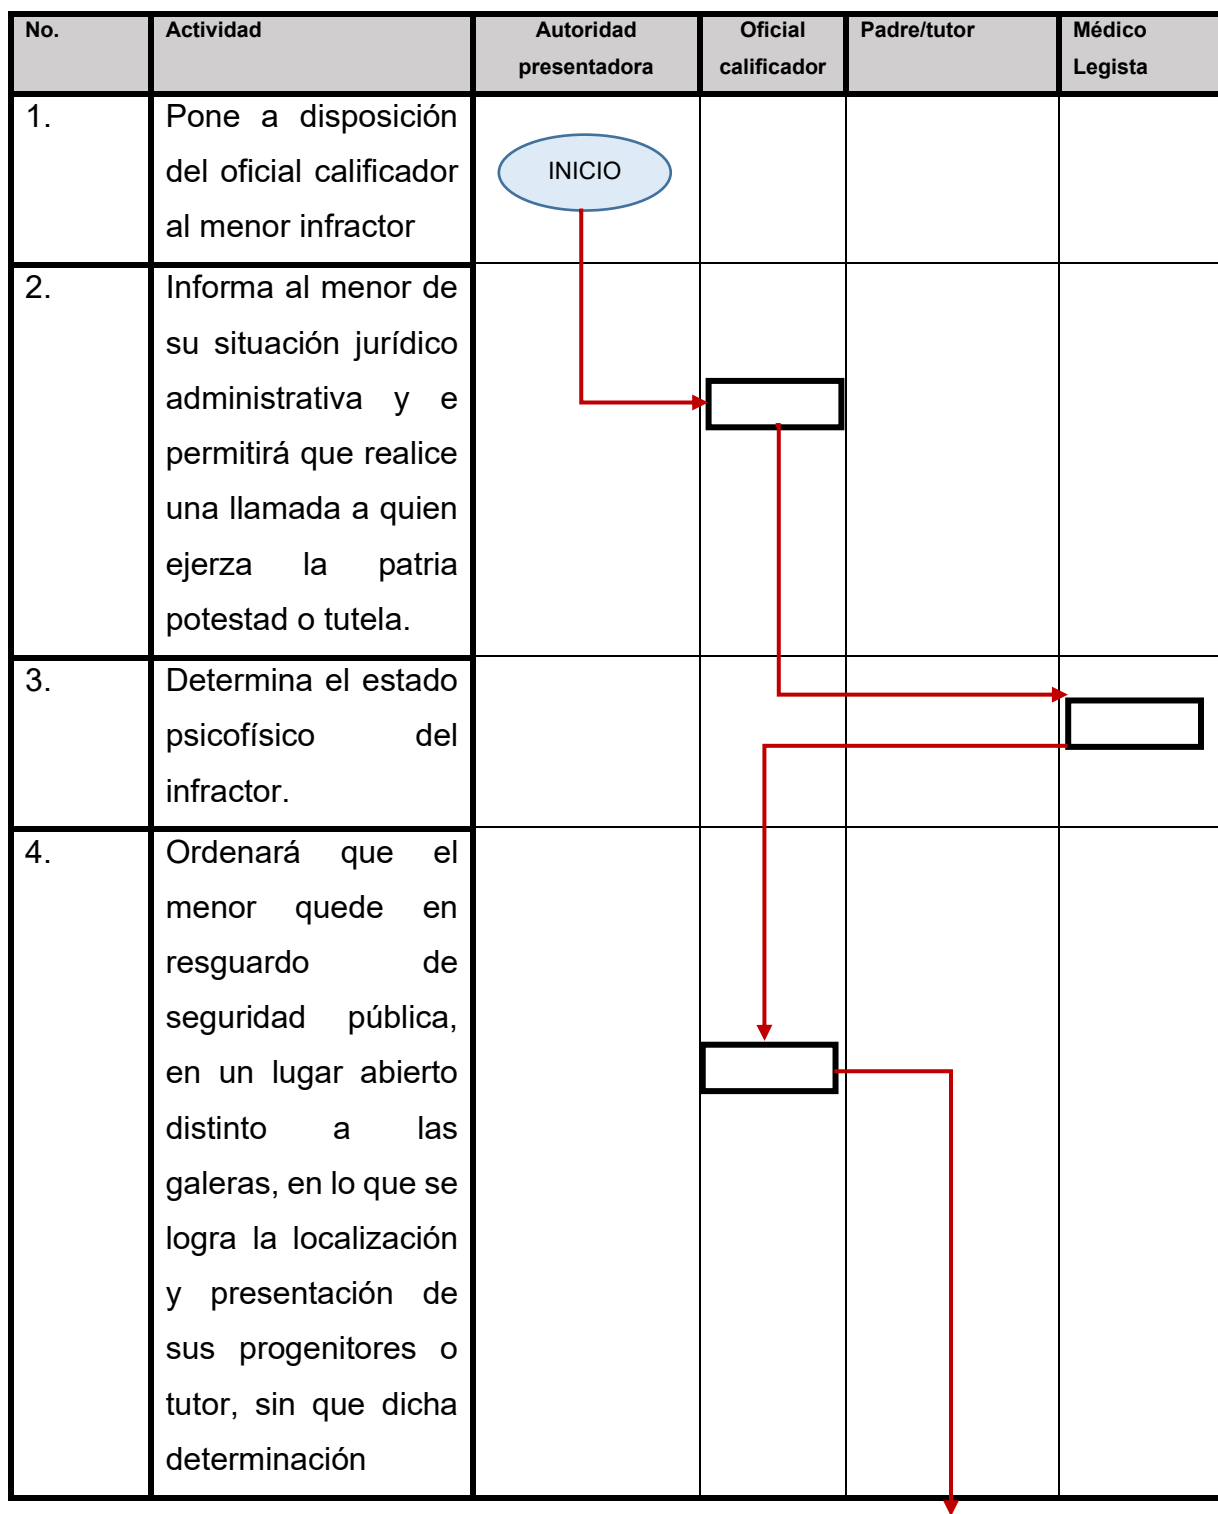 No.
Actividad
Autoridad
presentadora
Oficial
calificador
Padre/tutor
Médico
Legista
1.
Pone a disposición
del oficial calificador
al menor infractor
INICIO
2.
Informa al menor de
su situación jurídico
administrativa y e
permitirá que realice
una llamada a quien
ejerza la patria
potestad o tutela.
3.
Determina el estado
psicofísico del
infractor.
4.
Ordenará que el
menor quede en
resguardo de
seguridad pública,
en un lugar abierto
distinto a las
galeras, en lo que se
logra la localización
y presentación de
sus progenitores o
tutor, sin que dicha
determinación